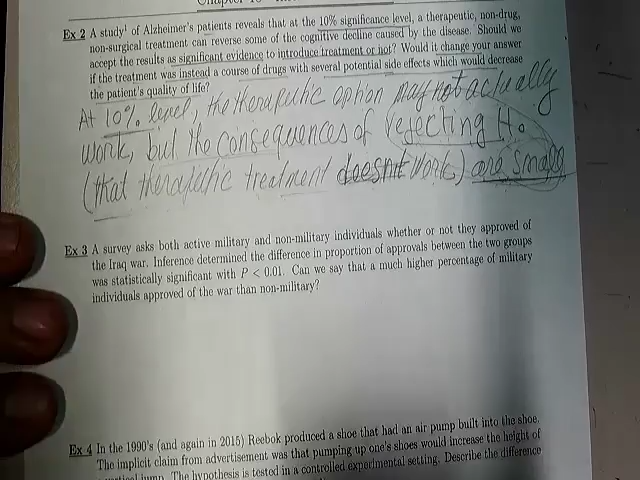 Ex 2 A study¹ of Alzheimer's patients reveals that at the 10% significance level, a therapeutic, non-drug,
non-surgical treatment can reverse some of the cognitive decline caused by the disease. Should we
accept the results as significant evidence to introduce treatment or not? Would it change your answer
if the treatment was instead a course of drugs with several potential side effects which would decrease
the patient's quality of life?
At 10% level, the therapeutic option may not actually
work, but the consequences of rejecting H₀
(that therapeutic treatment doesn't work) are small
Ex 3 A survey asks both active military and non-military individuals whether or not they approved of
the Iraq war. Inference determined the difference in proportion of approvals between the two groups
was statistically significant with P < 0.01. Can we say that a much higher percentage of military
individuals approved of the war than non-military?
Ex 4 In the 1990's (and again in 2015) Reebok produced a shoe that had an air pump built into the shoe.
The implicit claim from advertisement was that pumping up one's shoes would increase the height of
vertical jump. The hypothesis is tested in a controlled experimental setting. Describe the difference